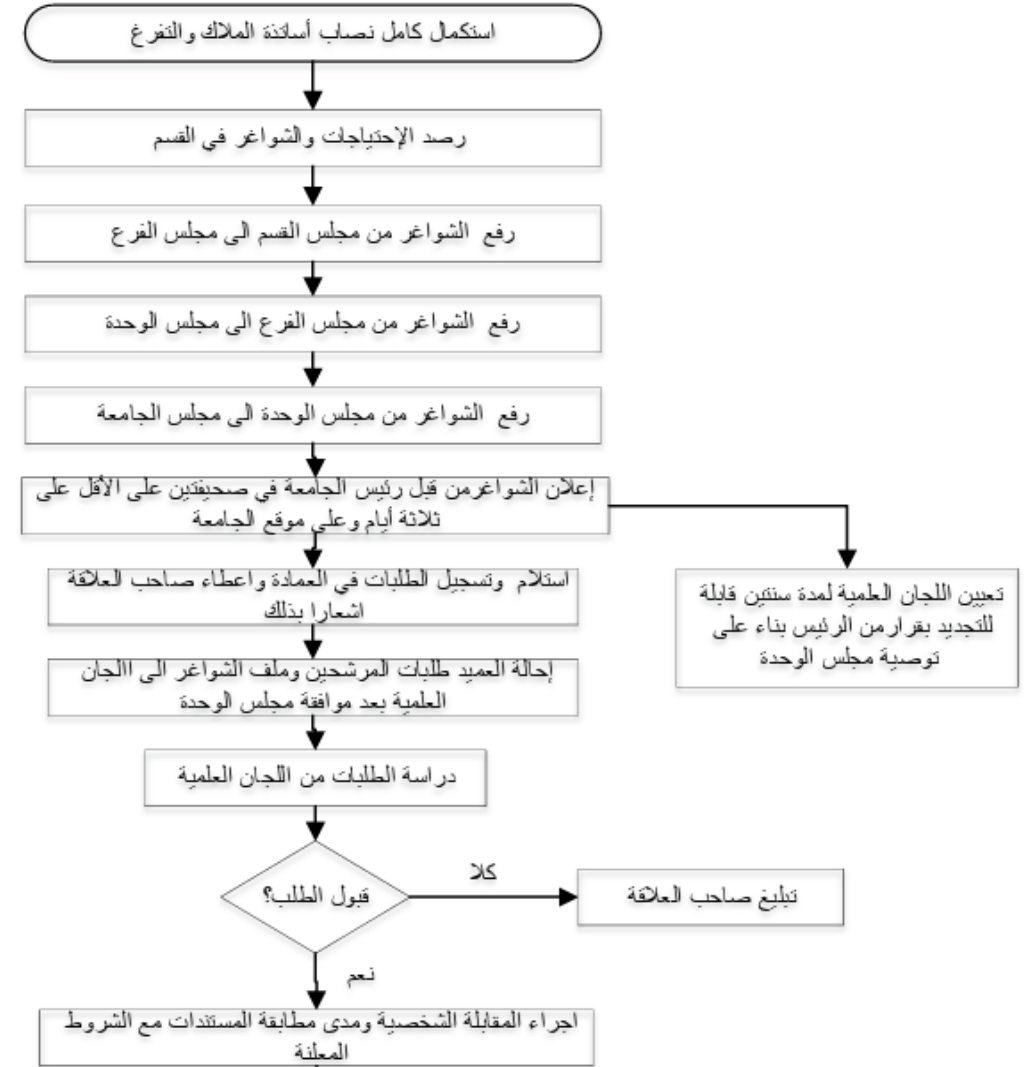 استكمال كامل نصاب أساتذة الملاك والتفرغ
رصد الإحتياجات والشواغر في القسم
رفع الشواغر من مجلس القسم الى مجلس الفرع
رفع الشواغر من مجلس الفرع الى مجلس الوحدة
رفع الشواغر من مجلس الوحدة الى مجلس الجامعة
إعلان الشواغرمن قبل رئيس الجامعة في صحيفتين على الأقل على
ثلاثة أيام وعلى موقع الجامعة
تعيين اللجان العلمية لمدة سنتين قابلة
للتجديد بقرار من الرئيس بناء على
توصية مجلس الوحدة
استلام وتسجيل الطلبات في العمادة واعطاء صاحب العلاقة
اشعارا بذلك
إحالة العميد طلبات المرشحين وملف الشواغر الى االجان
العلمية بعد موافقة مجلس الوحدة
دراسة الطلبات من اللجان العلمية
قبول الطلب؟
كلا
تبليغ صاحب العلاقة
نعم
اجراء المقابلة الشخصية ومدى مطابقة المستندات مع الشروط
المعلنة